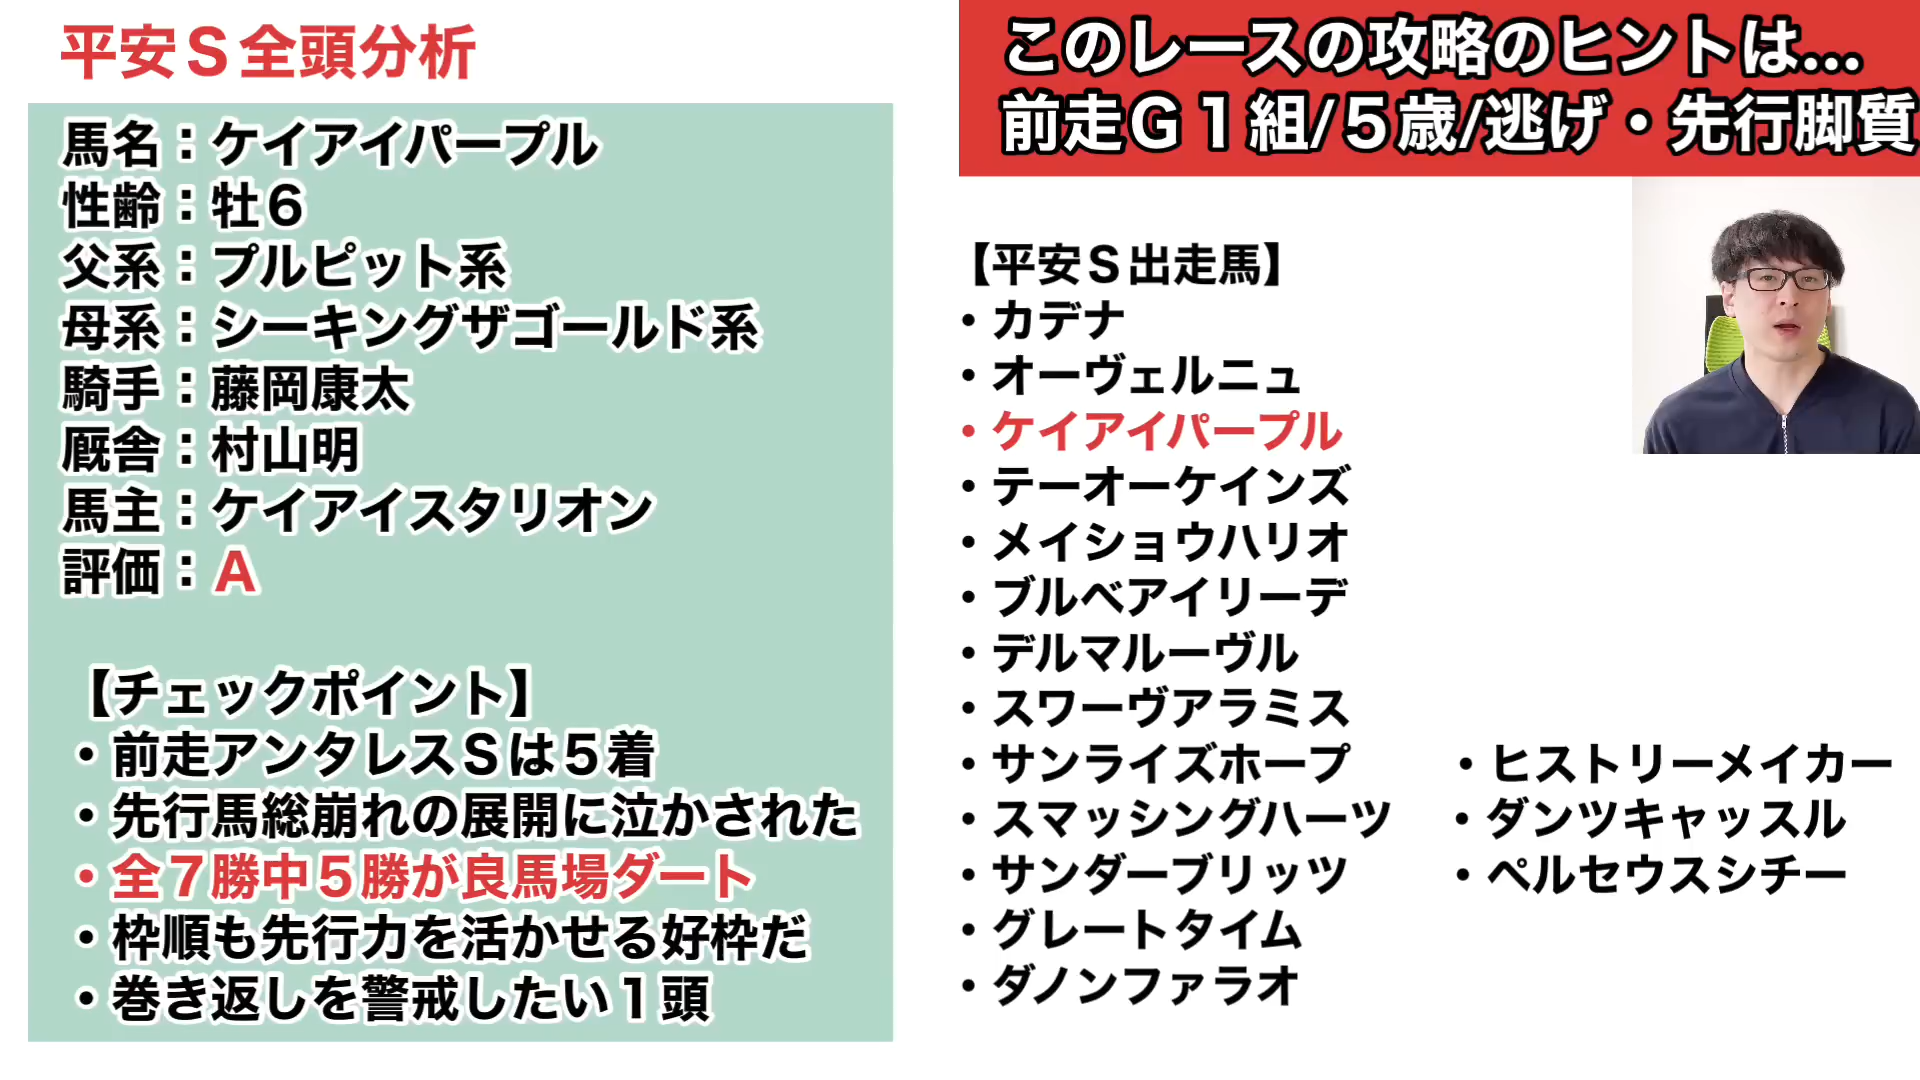 平安Ｓ全頭分析
馬名：ケイアイパープル
性齢：牡６
父系：プルピット系
母系：シーキングザゴールド系
騎手：藤岡康太
厩舎：村山明
馬主：ケイアイスタリオン
評価：Ａ
【チェックポイント】
・前走アンタレスＳは５着
・先行馬総崩れの展開に泣かされた
・全７勝中５勝が良馬場ダート
・枠順も先行力を活かせる好枠だ
・巻き返しを警戒したい１頭
このレースの攻略のヒントは…
前走Ｇ１組/５歳/逃げ・先行脚質
【平安Ｓ出走馬】
・カデナ
・オーヴェルニュ
・ケイアイパープル
・テーオーケインズ
・メイショウハリオ
・ブルベアイリーデ
・デルマルーヴル
・スワーヴアラミス
・サンライズホープ
・スマッシングハーツ
・サンダーブリッツ
・グレートタイム
・ダノンファラオ
・ヒストリーメイカー
・ダンツキャッスル
・ペルセウスシチー